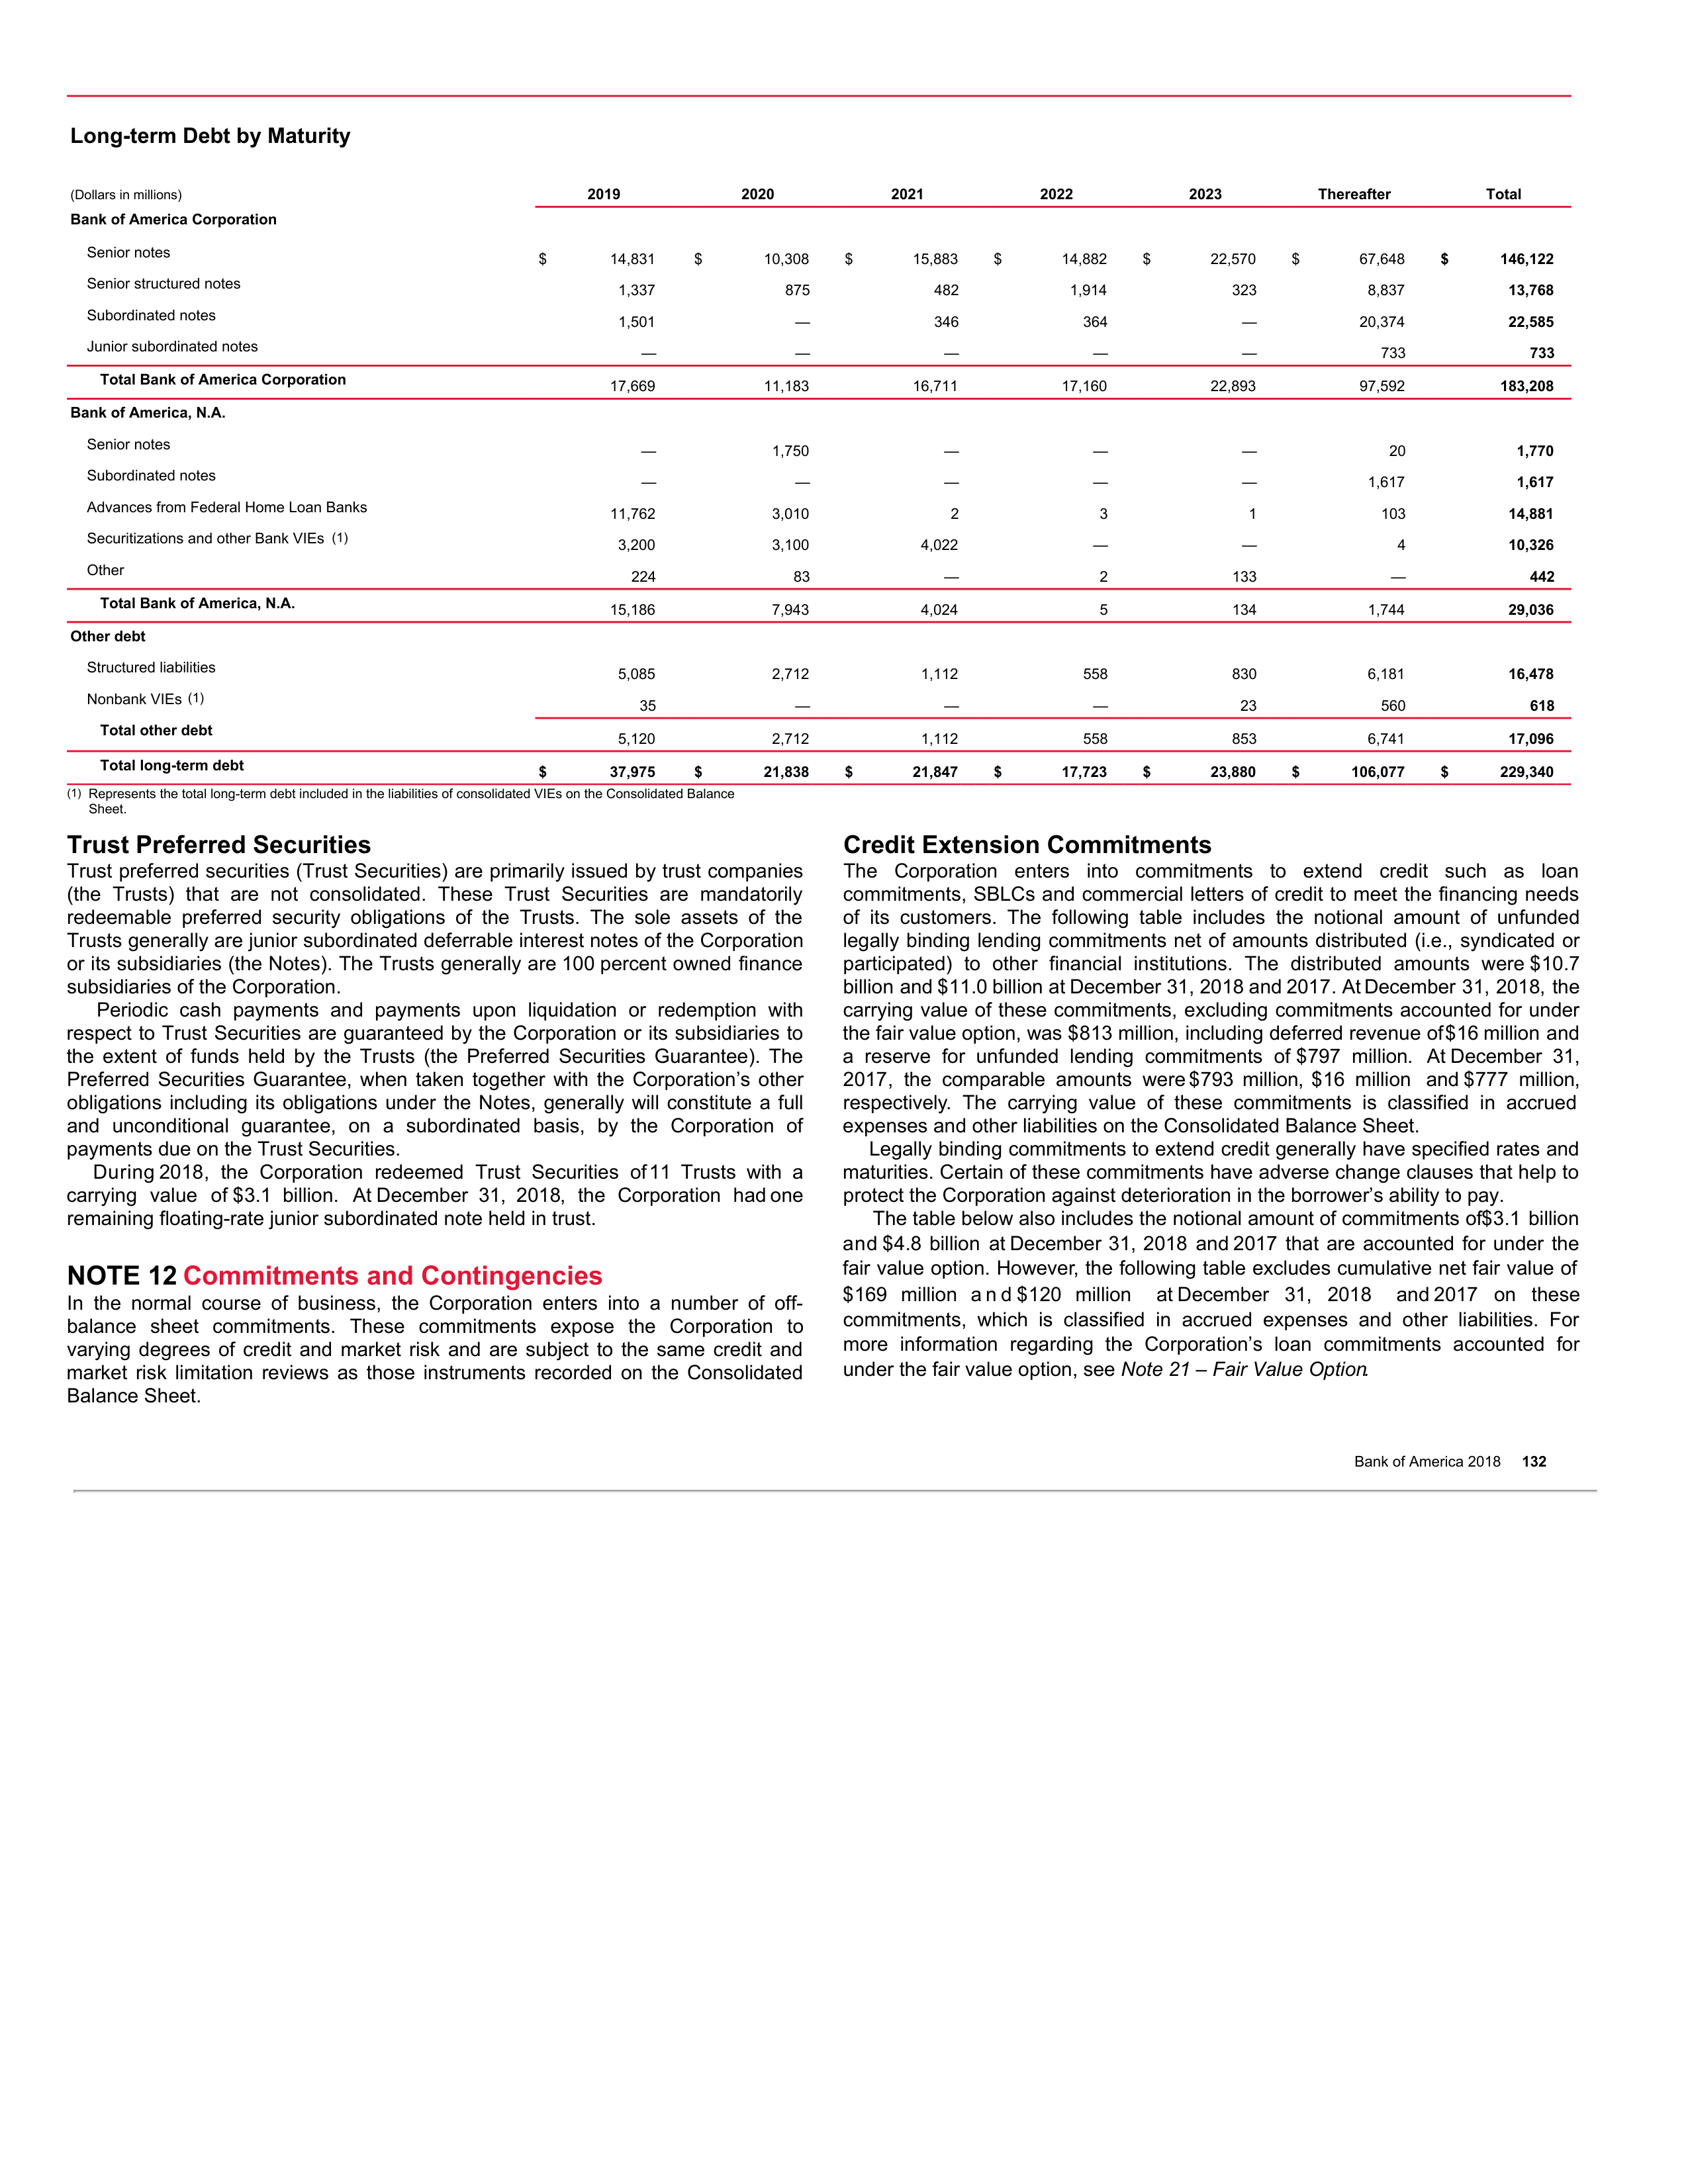 Long-term Debt by Maturity
(Dollars in millions) 2019 2020 2021 2022 2023 Thereafter Total
Bank of America Corporation
Senior notes $ 14,831 $ 10,308 $ 15,883 $ 14,882 $ 22,570 $ 67,648 $ 146,122
Senior structured notes 1,337 875 482 1,914 323 8,837 13,768
Subordinated notes 1,501 — 346 364 — 20,374 22,585
Junior subordinated notes — — — — — 733 733
Total Bank of America Corporation 17,669 11,183 16,711 17,160 22,893 97,592 183,208
Bank of America, N.A.
Senior notes — 1,750 — — — 20 1,770
Subordinated notes — — — — — 1,617 1,617
Advances from Federal Home Loan Banks 11,762 3,010 2 3 1 103 14,881
Securitizations and other Bank VIEs (1) 3,200 3,100 4,022 — — 4 10,326
Other 224 83 — 2 133 — 442
Total Bank of America, N.A. 15,186 7,943 4,024 5 134 1,744 29,036
Other debt
Structured liabilities 5,085 2,712 1,112 558 830 6,181 16,478
Nonbank VIEs (1) 35 — — — 23 560 618
Total other debt 5,120 2,712 1,112 558 853 6,741 17,096
Total long-term debt $ 37,975 $ 21,838 $ 21,847 $ 17,723 $ 23,880 $ 106,077 $ 229,340
(1) Represents the total long-term debt included in the liabilities of consolidated VIEs on the Consolidated Balance
Sheet.
Trust Preferred Securities
Trust preferred securities (Trust Securities) are primarily issued by trust companies
(the Trusts) that are not consolidated. These Trust Securities are mandatorily
redeemable preferred security obligations of the Trusts. The sole assets of the
Trusts generally are junior subordinated deferrable interest notes of the Corporation
or its subsidiaries (the Notes). The Trusts generally are 100 percent owned finance
subsidiaries of the Corporation.
Periodic cash payments and payments upon liquidation or redemption with
respect to Trust Securities are guaranteed by the Corporation or its subsidiaries to
the extent of funds held by the Trusts (the Preferred Securities Guarantee). The
Preferred Securities Guarantee, when taken together with the Corporation’s other
obligations including its obligations under the Notes, generally will constitute a full
and unconditional guarantee, on a subordinated basis, by the Corporation of
payments due on the Trust Securities.
During 2018, the Corporation redeemed Trust Securities of 11 Trusts with a
carrying value of $3.1 billion. At December 31, 2018, the Corporation had one
remaining floating-rate junior subordinated note held in trust.
NOTE 12 Commitments and Contingencies
In the normal course of business, the Corporation enters into a number of off-
balance sheet commitments. These commitments expose the Corporation to
varying degrees of credit and market risk and are subject to the same credit and
market risk limitation reviews as those instruments recorded on the Consolidated
Balance Sheet.
Credit Extension Commitments
The Corporation enters into commitments to extend credit such as loan
commitments, SBLCs and commercial letters of credit to meet the financing needs
of its customers. The following table includes the notional amount of unfunded
legally binding lending commitments net of amounts distributed (i.e., syndicated or
participated) to other financial institutions. The distributed amounts were $10.7
billion and $11.0 billion at December 31, 2018 and 2017. At December 31, 2018, the
carrying value of these commitments, excluding commitments accounted for under
the fair value option, was $813 million, including deferred revenue of $16 million and
a reserve for unfunded lending commitments of $797 million. At December 31,
2017, the comparable amounts were $793 million, $16 million and $777 million,
respectively. The carrying value of these commitments is classified in accrued
expenses and other liabilities on the Consolidated Balance Sheet.
Legally binding commitments to extend credit generally have specified rates and
maturities. Certain of these commitments have adverse change clauses that help to
protect the Corporation against deterioration in the borrower’s ability to pay.
The table below also includes the notional amount of commitments of $3.1 billion
and $4.8 billion at December 31, 2018 and 2017 that are accounted for under the
fair value option. However, the following table excludes cumulative net fair value of
$169 million and $120 million at December 31, 2018 and 2017 on these
commitments, which is classified in accrued expenses and other liabilities. For
more information regarding the Corporation’s loan commitments accounted for
under the fair value option, see Note 21 – Fair Value Option.
Bank of America 2018 132